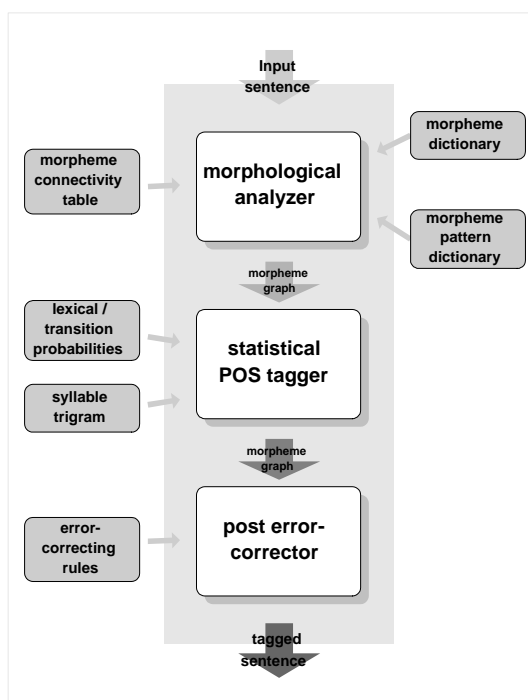 Input
sentence
morpheme
dictionary
morpheme
connectivity
table
morphological
analyzer
morpheme
pattern
dictionary
morpheme
graph
lexical /
transition
probabilities
statistical
POS tagger
syllable
trigram
morpheme
graph
error-
correcting
rules
post error-
corrector
tagged
sentence